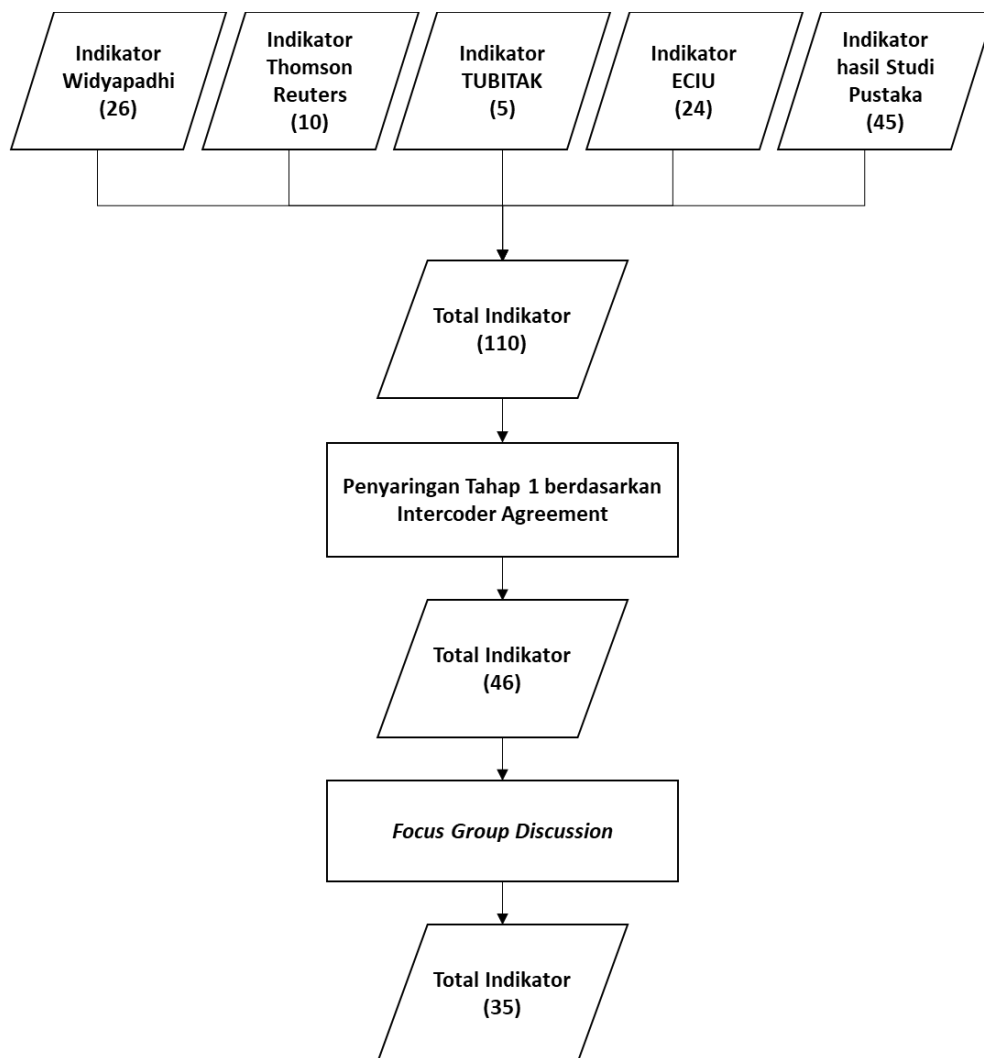 Indikator
Widyapadhi
(26)
Indikator
Thomson
Reuters
(10)
Indikator
TUBITAK
(5)
Indikator
ECIU
(24)
Indikator
hasil Studi
Pustaka
(45)
Total Indikator
(110)
Penyaringan Tahap 1 berdasarkan
Intercoder Agreement
Total Indikator
(46)
Focus Group Discussion
Total Indikator
(35)